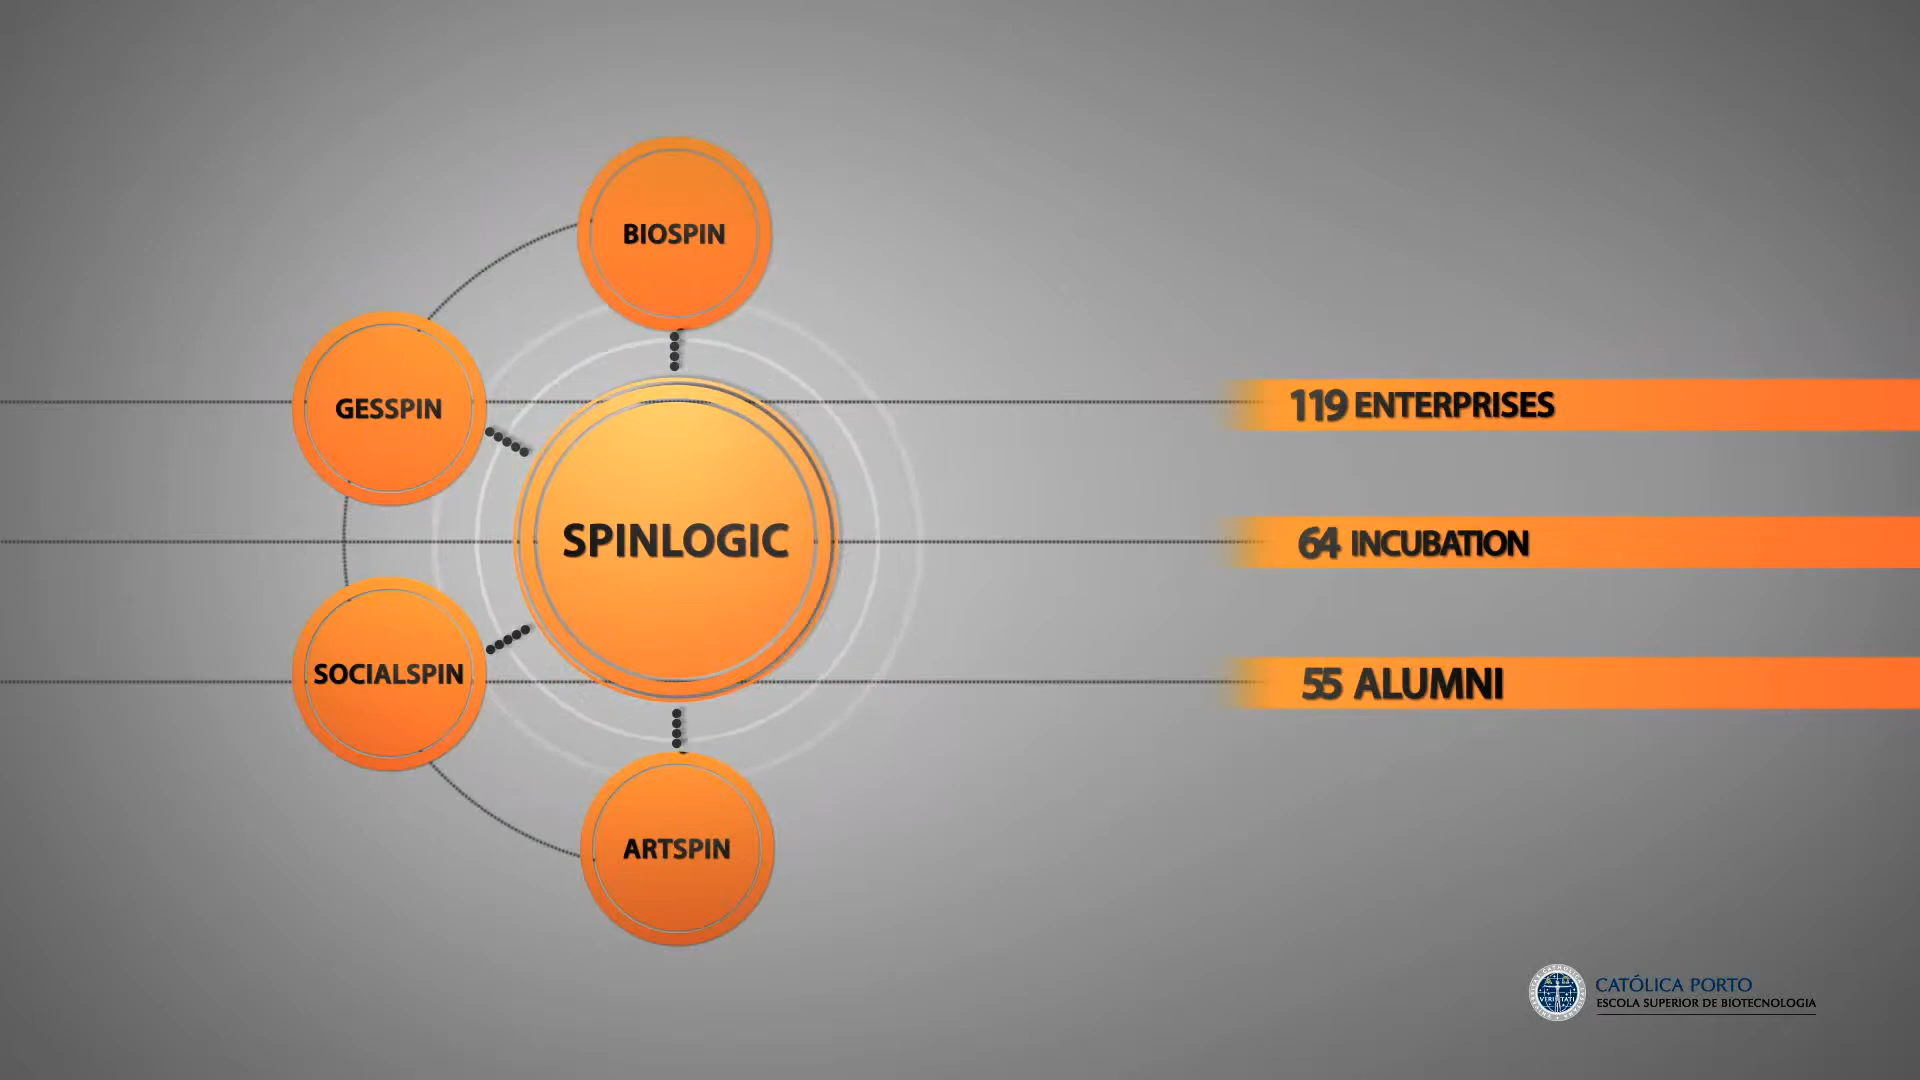 BIOSPIN
GESSPIN
SPINLOGIC
SOCIALSPIN
ARTSPIN
119 ENTERPRISES
64 INCUBATION
55 ALUMNI
CATÓLICA PORTO
ESCOLA SUPERIOR DE BIOTECNOLOGIA